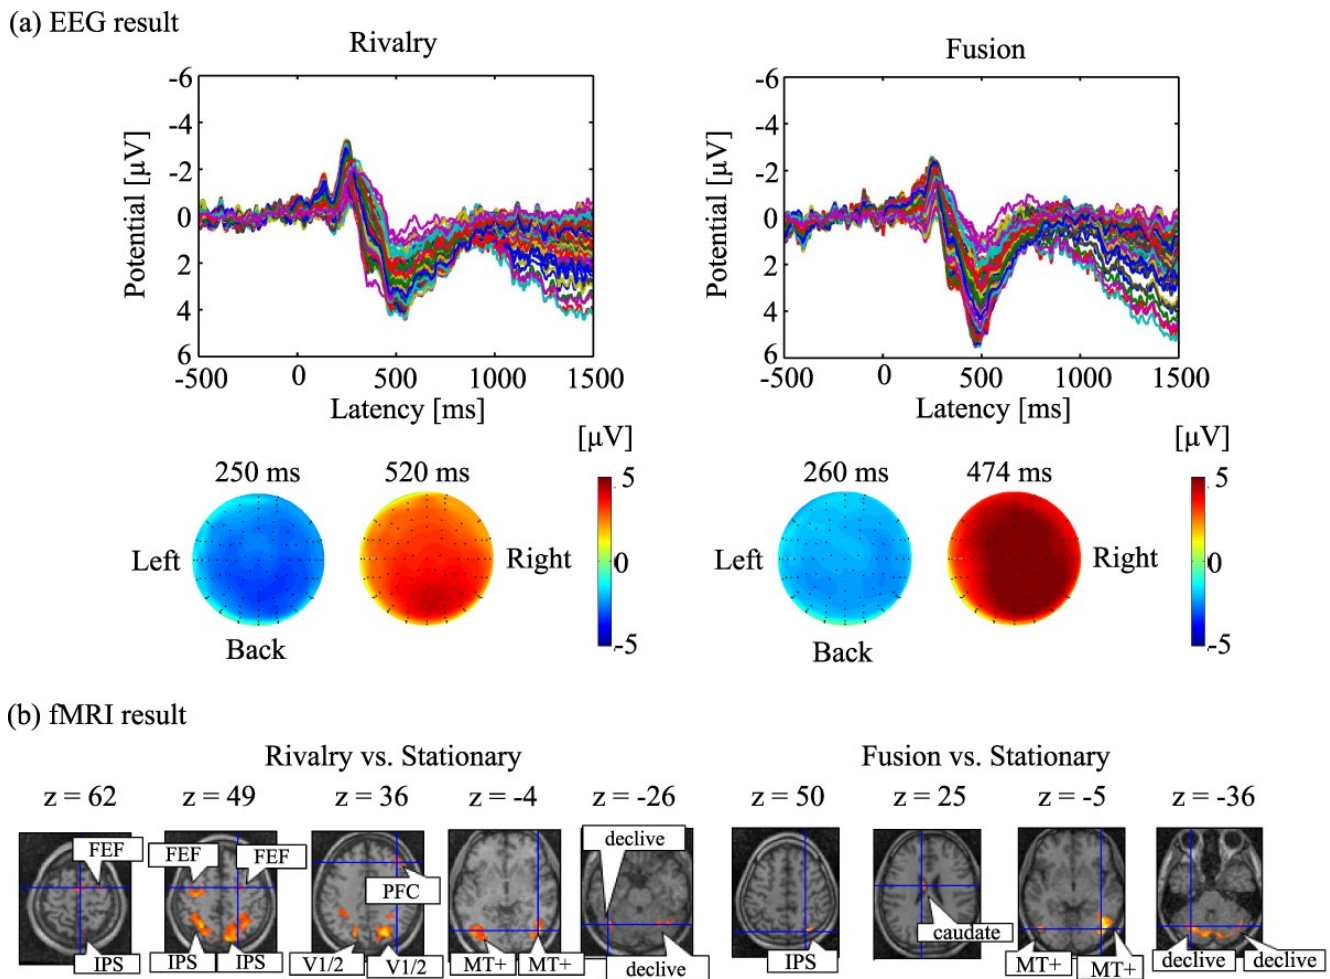 (a) EEG result
Rivalry
Fusion
-6
-4
-2
0
2
4
6
Potential [μV]
-500 0 500 1000 1500
Latency [ms]
-6
-4
-2
0
2
4
6
Potential [μV]
-500 0 500 1000 1500
Latency [ms]
250 ms 520 ms
[μV]
5
0
-5
Left
Right
Back
260 ms 474 ms
[μV]
5
0
-5
Left
Right
Back
(b) fMRI result
Rivalry vs. Stationary
Fusion vs. Stationary
z = 62 z = 49 z = 36 z = -4 z = -26 z = 50 z = 25 z = -5 z = -36
FEF
IPS
FEF FEF
IPS IPS
PFC
V1/2 V1/2
MT+ MT+
declive
declive
IPS
caudate
MT+ MT+
declive declive